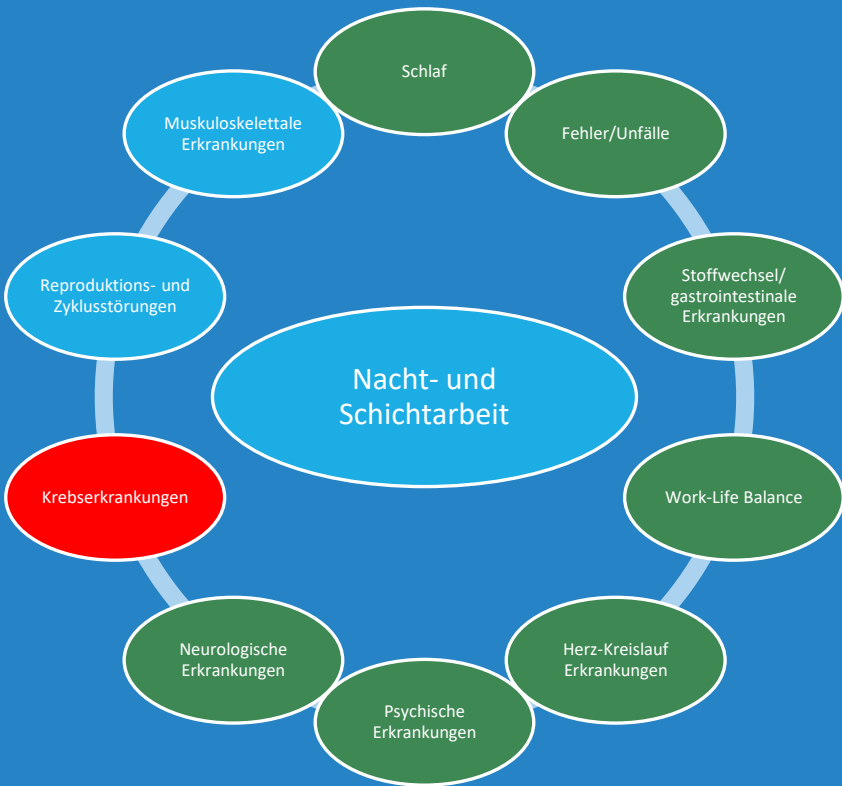 Schlaf
Fehler/Unfälle
Stoffwechsel/
gastrointestinale
Erkrankungen
Work-Life Balance
Herz-Kreislauf
Erkrankungen
Psychische
Erkrankungen
Neurologische
Erkrankungen
Krebserkrankungen
Reproduktions- und
Zyklusstörungen
Muskuloskelettale
Erkrankungen
Nacht- und
Schichtarbeit